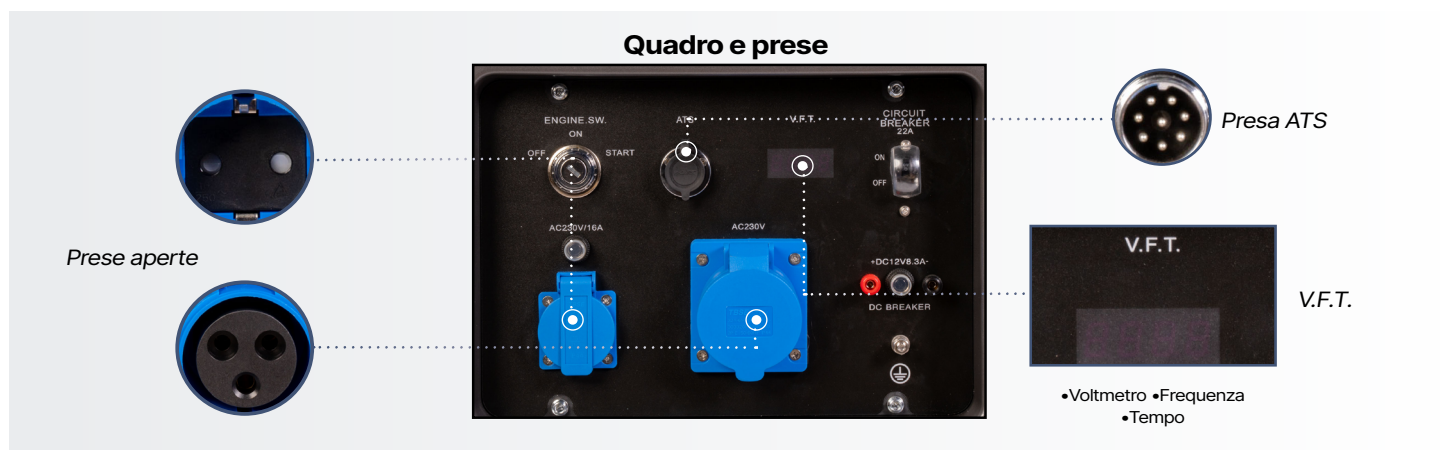 Quadro e prese
ENGINE.SW.
ON
OFF
START
ATS
V.F.T.
CIRCUIT
BREAKER
22A
ON
OFF
AC230V/16A
AC230V
+DC12V8.3A-
DC BREAKER
Prese aperte
Presa ATS
V.F.T.
V.F.T.
•Voltmetro •Frequenza
•Tempo